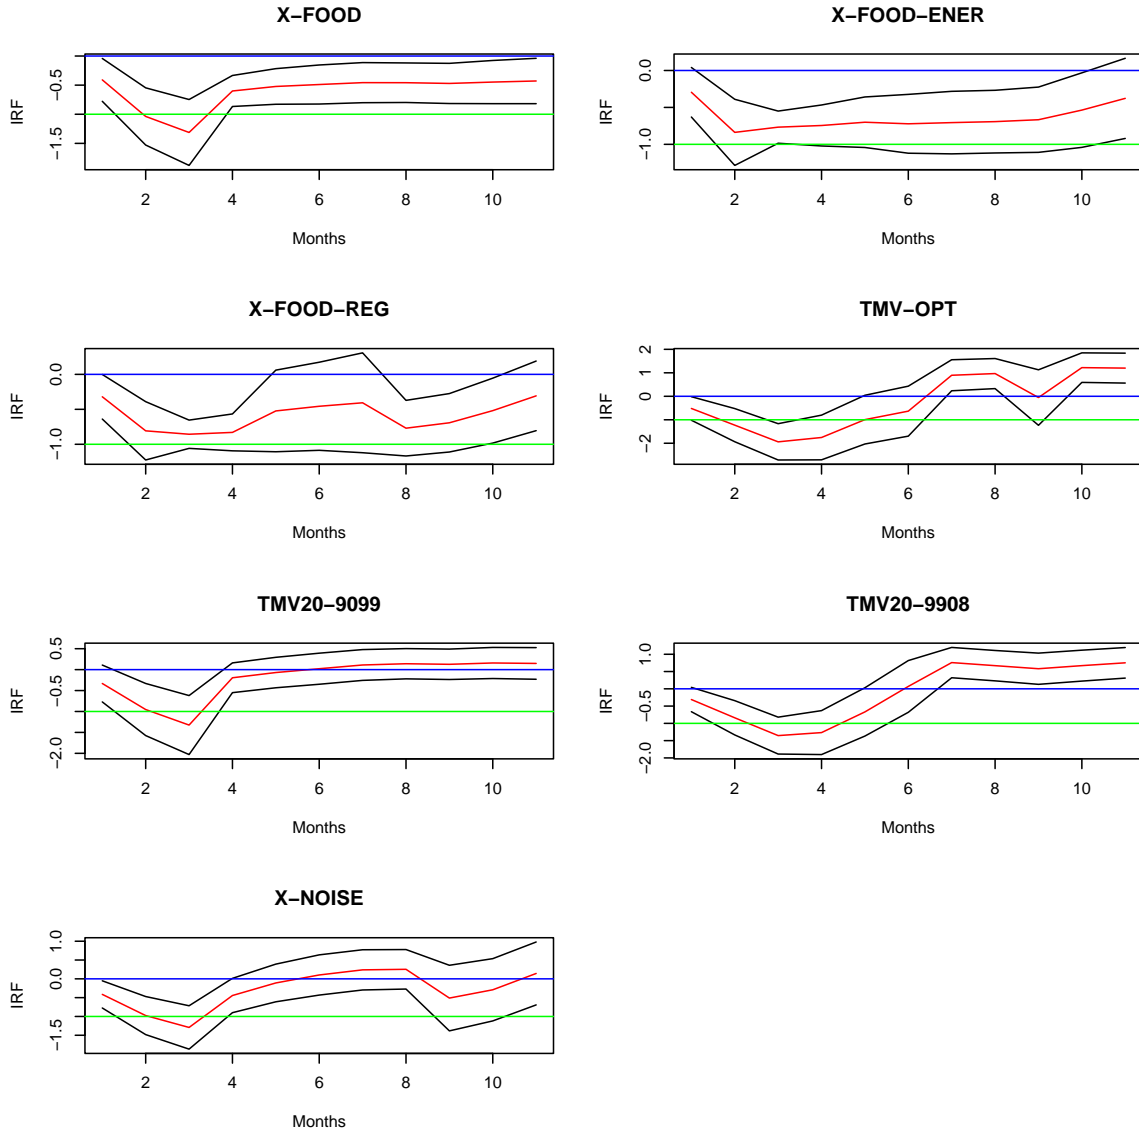 X−FOOD
IRF
−0.5
−1.5
2 4 6 8 10
Months
X−FOOD−ENER
IRF
0.0
−1.0
2 4 6 8 10
Months
X−FOOD−REG
IRF
0.0
−1.0
2 4 6 8 10
Months
TMV−OPT
IRF
2
1
0
−2
2 4 6 8 10
Months
TMV20−9099
IRF
0.5
−0.5
−2.0
2 4 6 8 10
Months
TMV20−9908
IRF
1.0
−0.5
−2.0
2 4 6 8 10
Months
X−NOISE
IRF
1.0
0.0
−1.5
2 4 6 8 10
Months